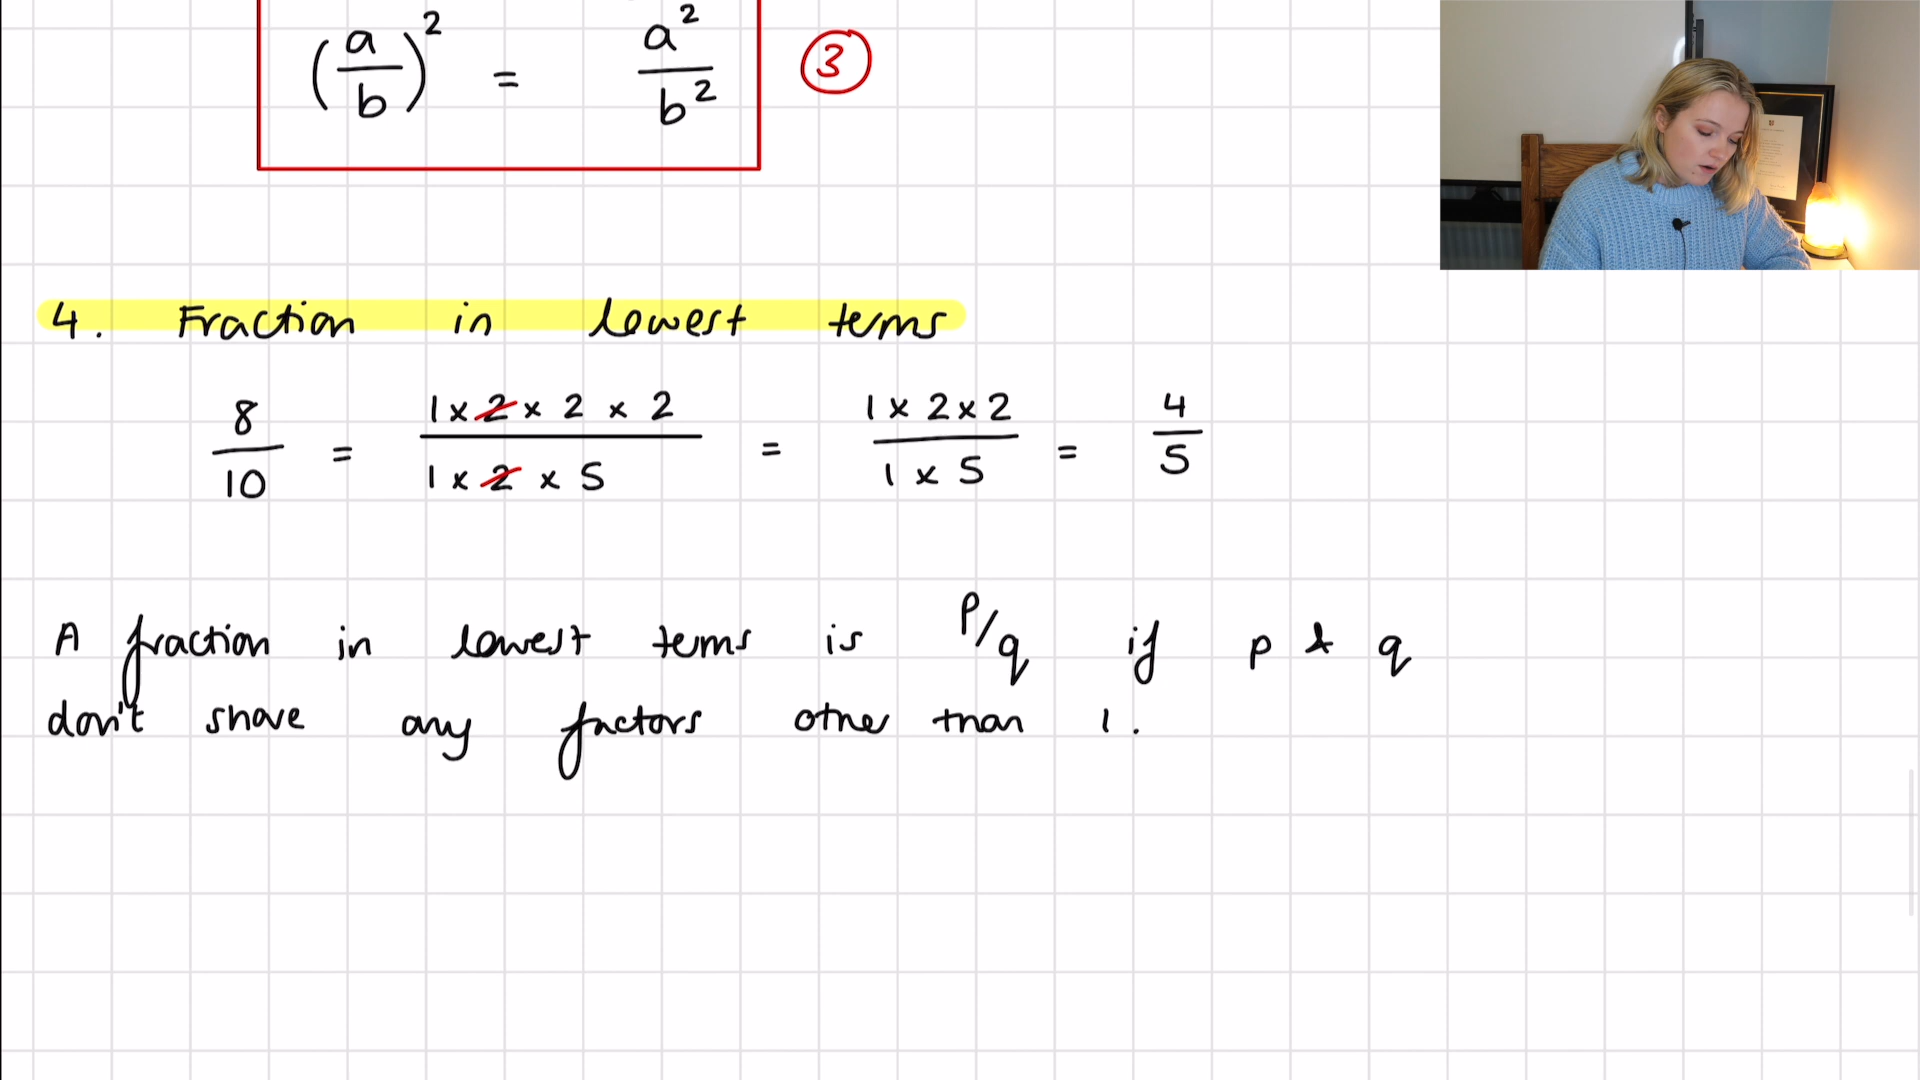 (a/b)² = a²/b² ③
4. Fraction in lowest terms
8/10 = 1 x 2 x 2 x 2 / 1 x 2 x 5 = 1 x 2 x 2 / 1 x 5 = 4/5
A fraction in lowest terms is P/q if p & q
don't share any factors other than 1.